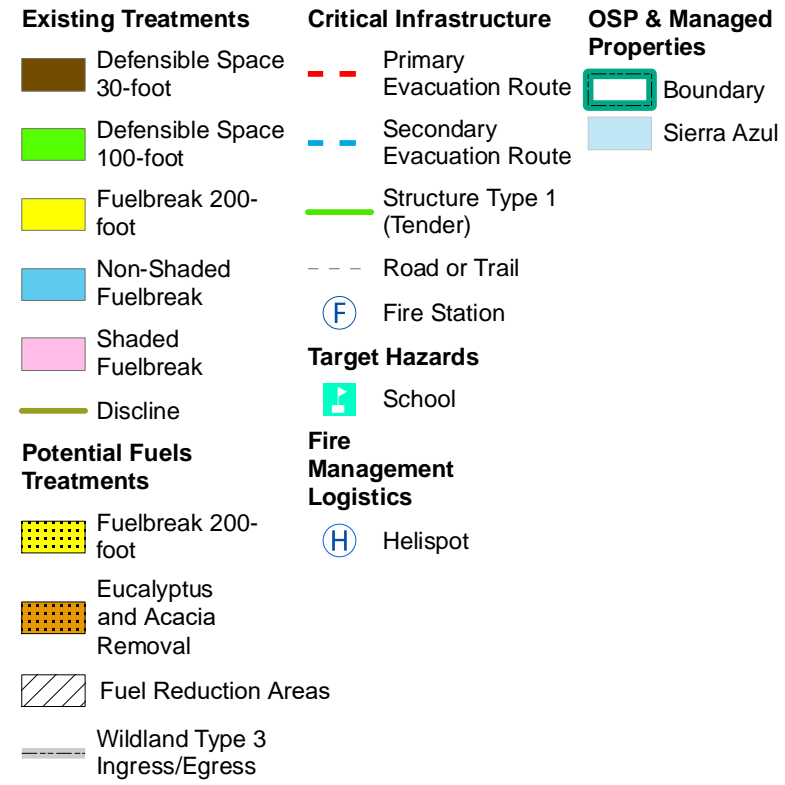 Existing Treatments
Defensible Space
30-foot
Defensible Space
100-foot
Fuelbreak 200-
foot
Non-Shaded
Fuelbreak
Shaded
Fuelbreak
Discline
Potential Fuels
Treatments
Fuelbreak 200-
foot
Eucalyptus
and Acacia
Removal
Fuel Reduction Areas
Wildland Type 3
Ingress/Egress
Critical Infrastructure
Primary
Evacuation Route
Secondary
Evacuation Route
Structure Type 1
(Tender)
Road or Trail
F
Fire Station
Target Hazards
School
Fire
Management
Logistics
H
Helispot
OSP & Managed
Properties
Boundary
Sierra Azul